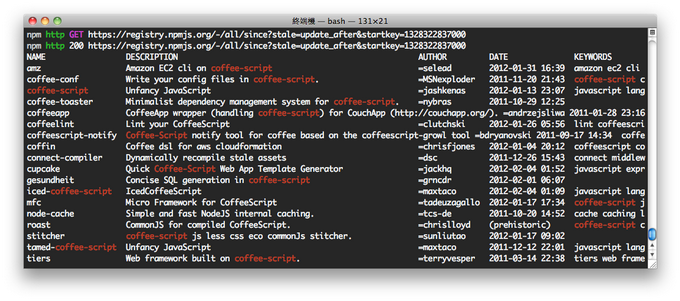 終端機 — bash — 131×21
npm http GET https://registry.npmjs.org/-/all/since?stale=update_after&startkey=1328322837000
npm http 200 https://registry.npmjs.org/-/all/since?stale=update_after&startkey=1328322837000
NAME DESCRIPTION AUTHOR DATE KEYWORDS
amz Amazon EC2 cli on coffee-script =selead 2012-01-31 16:39 amazon ec2 cli
coffee-conf Write your config files in coffee-script. =MSNexploder 2011-11-20 21:43 coffee-script c
coffee-script Unfancy JavaScript =jashkenas 2012-01-13 23:07 javascript lang
coffee-toaster Minimalist dependency management system for coffee-script. =nybras 2011-10-29 12:25
coffeeapp CoffeeApp wrapper (handling coffee-script) for CouchApp (http://couchapp.org/). =andrzejsliwa 2011-01-28 23:16
coffeelint Lint your CoffeeScript =clutchski 2012-01-26 05:56 lint coffeescri
coffeescript-notify Coffee-Script notify tool for coffee based on the coffeescript-growl tool =bdryanovski 2011-09-17 14:34 coffe
coffin Coffee dsl for aws cloudformation =chrisfjones 2012-01-04 20:12 coffeescript co
connect-compiler Dynamically recompile stale assets =dsc 2011-12-26 15:43 connect middlew
cupcake Quick Coffee-Script Web App Template Generator =jackhq 2012-02-04 01:52 javascript expr
gesundheit Concise SQL generation in coffee-script =grncdr 2012-02-01 06:07
iced-coffee-script IcedCoffeeScript =maxtaco 2012-02-04 01:09 javascript lang
mfc Micro Framework for CoffeeScript =tadeuzagallo 2012-01-17 17:34 coffee-script j
node-cache Simple and fast NodeJS internal caching. =tcs-de 2011-10-20 14:52 cache caching l
roast CommonJS for compiled CoffeeScript. =chrislloyd (prehistoric) coffee-script c
stitcher coffee-script js less css eco commonJs stitcher. =sunliutao 2012-01-17 09:02
tamed-coffee-script Unfancy JavaScript =maxtaco 2011-12-12 22:01 javascript lang
tiers Web framework built on coffee-script. =terryvesper 2011-03-14 22:38 tiers web frame